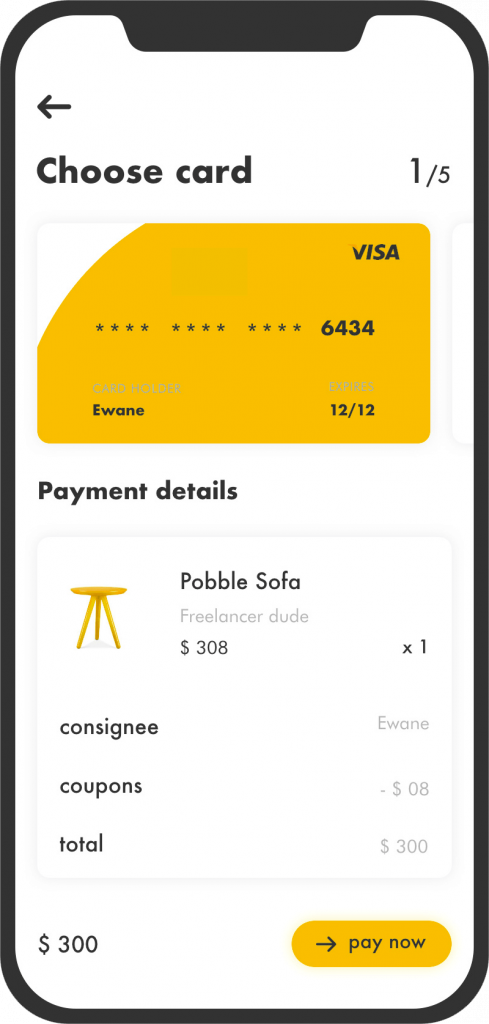 Choose card 1/5
VISA
**** **** **** 6434
CARD HOLDER EXPIRES
Ewane 12/12
Payment details
Pobble Sofa
Freelancer dude
$ 308 x 1
consignee Ewane
coupons - $ 08
total $ 300
$ 300 → pay now